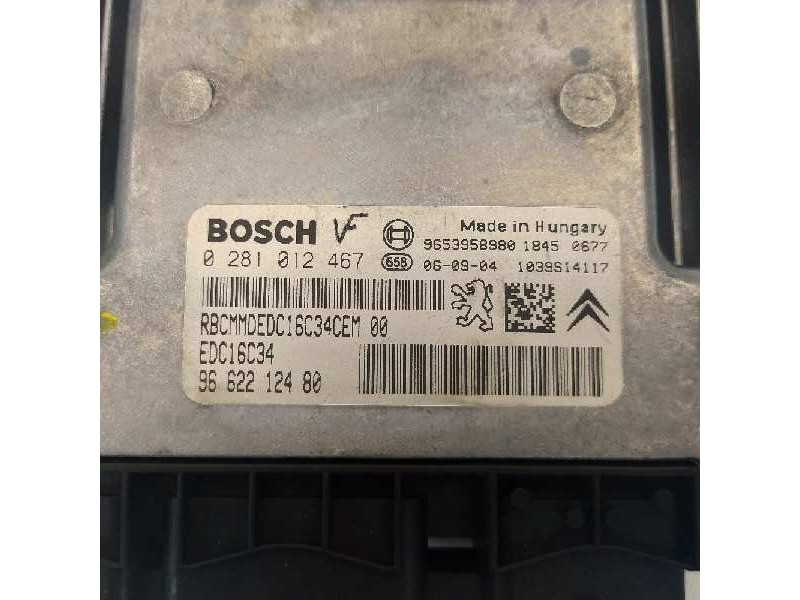 BOSCH VF Made in Hungary
9653958980 1845 0677
0 281 012 467 658 06-09-04 1039S14117
RBCMMDEDC16C34CEM 00
EDC16C34
96 622 124 80